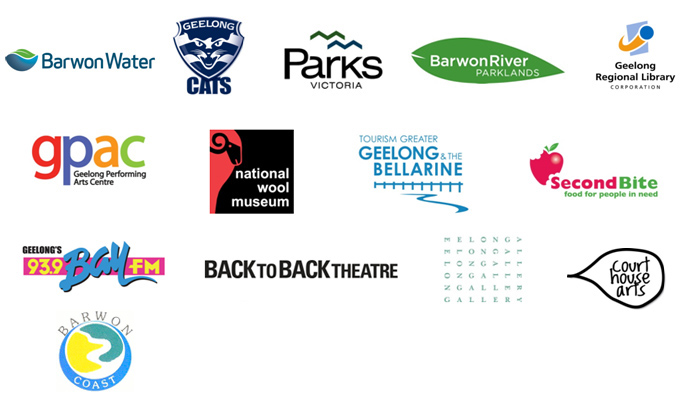 BarwonWater
GEELONG
CATS
Parks
VICTORIA
BarwonRiver
PARKLANDS
Geelong
Regional Library
CORPORATION
gpac
Geelong Performing
Arts Centre
national
wool
museum
TOURISM GREATER
GEELONG & THE
BELLARINE
SecondBite
food for people in need
GEELONG'S
93.9 BAY FM
BACK TO BACK THEATRE
GALLERY
court
house
arts
BARWON
COAST